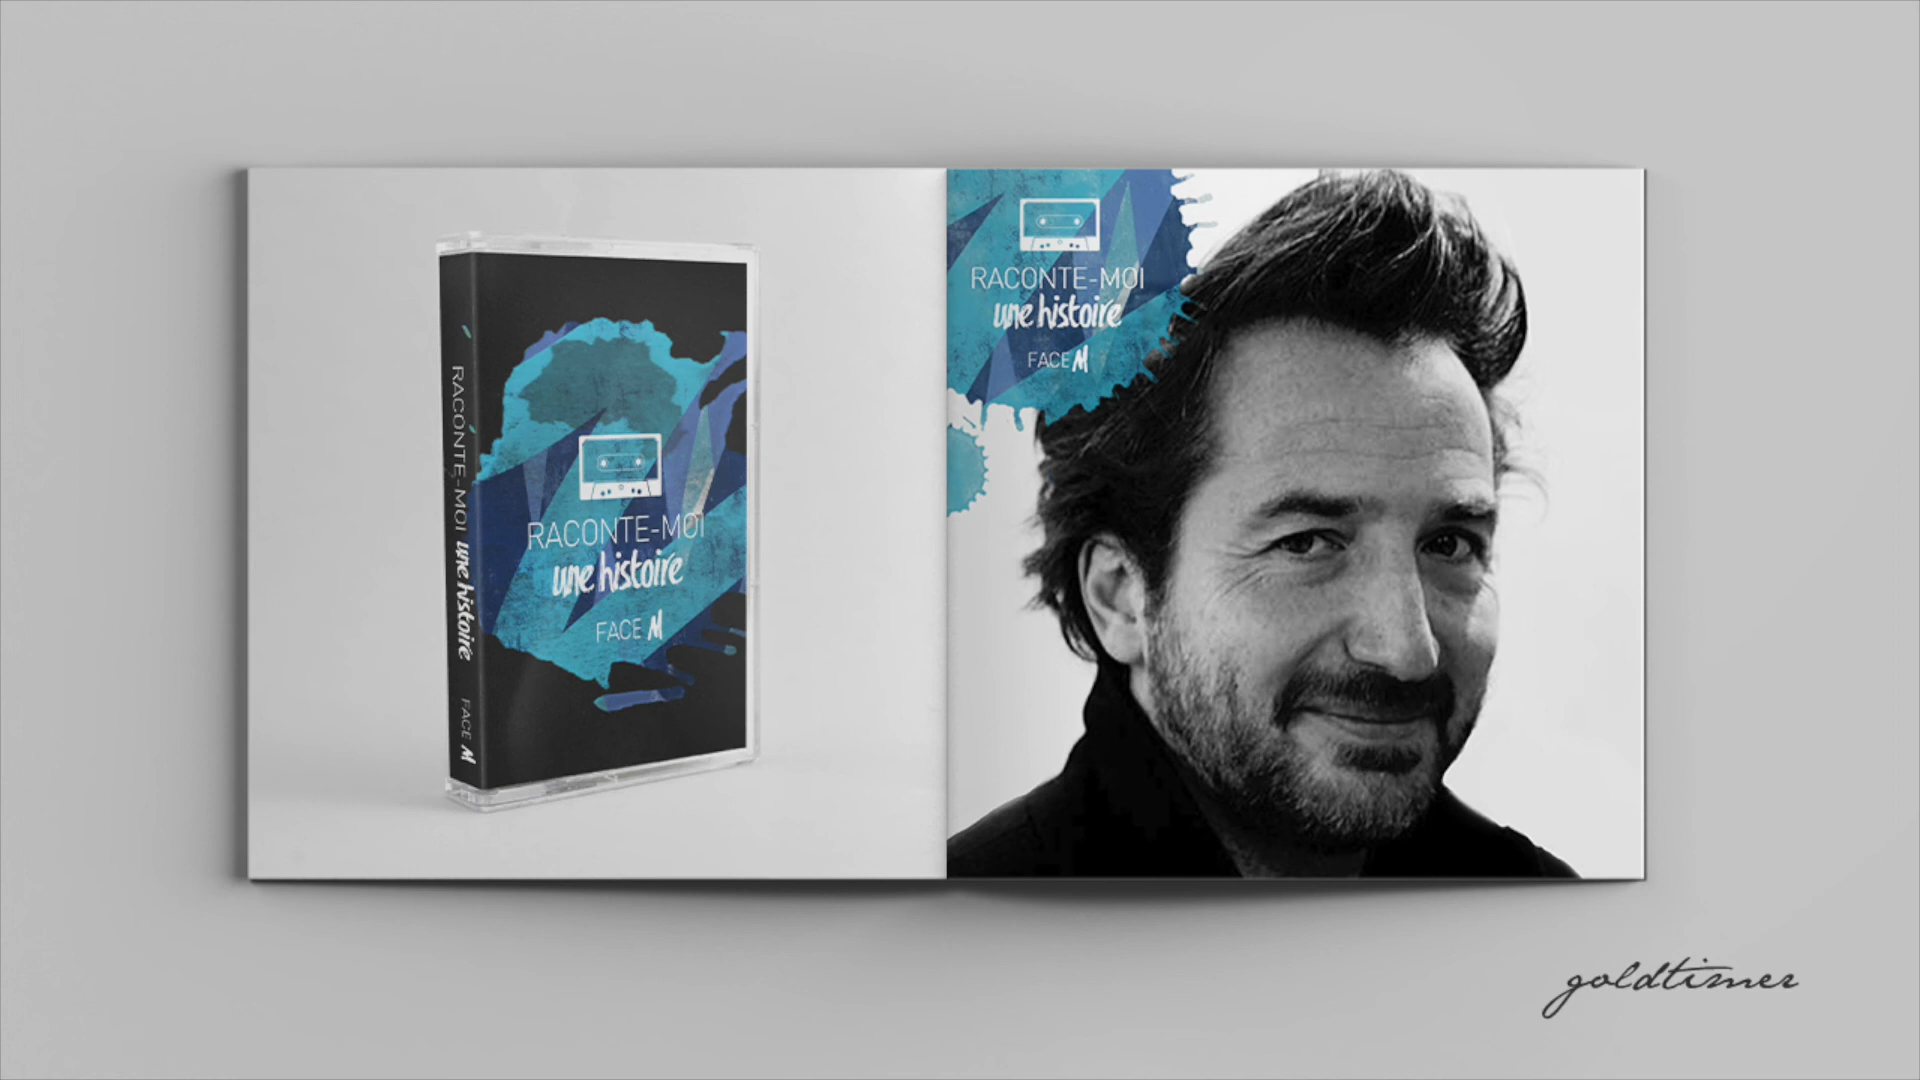 RACONTE-MOI une histoire FACE M
RACONTE-MOI
une histoire
FACE M
RACONTE-MOI
une histoire
FACE M
goldtimer